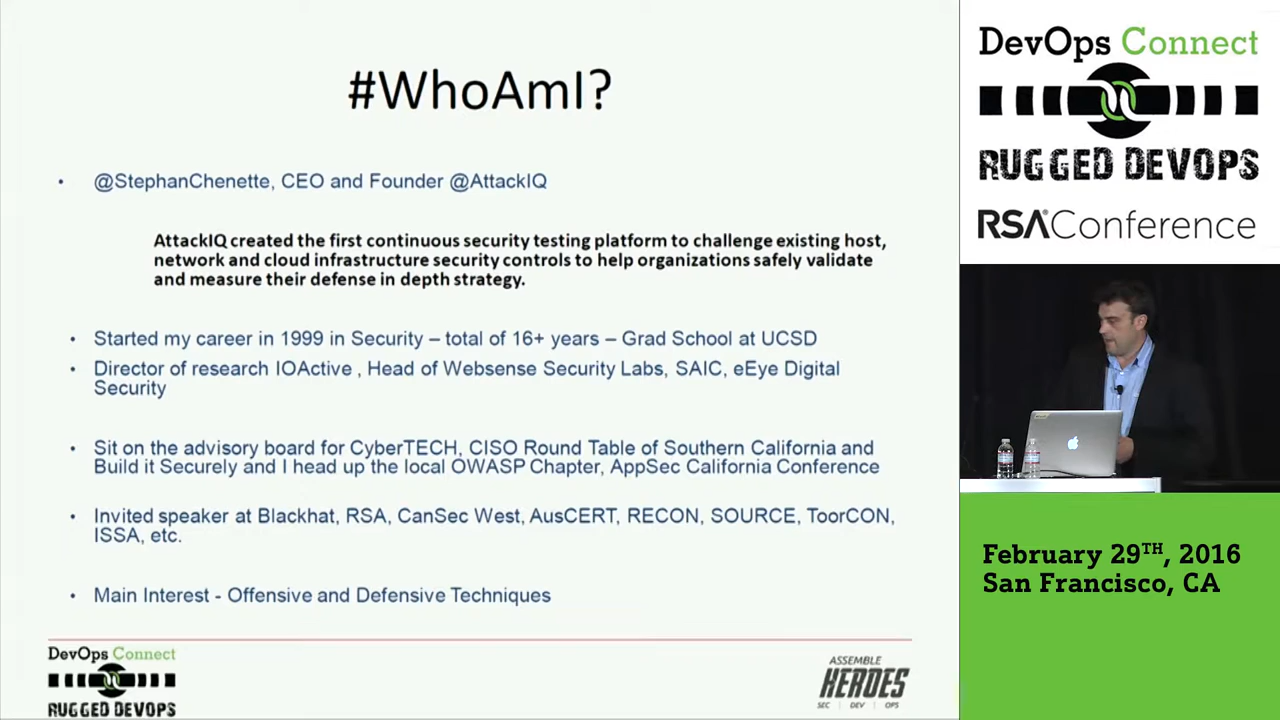 #WhoAmI?
• @StephanChenette, CEO and Founder @AttackIQ
AttackIQ created the first continuous security testing platform to challenge existing host,
network and cloud infrastructure security controls to help organizations safely validate
and measure their defense in depth strategy.
• Started my career in 1999 in Security – total of 16+ years – Grad School at UCSD
• Director of research IOActive , Head of Websense Security Labs, SAIC, eEye Digital
Security
• Sit on the advisory board for CyberTECH, CISO Round Table of Southern California and
Build it Securely and I head up the local OWASP Chapter, AppSec California Conference
• Invited speaker at Blackhat, RSA, CanSec West, AusCERT, RECON, SOURCE, ToorCON,
ISSA, etc.
• Main Interest - Offensive and Defensive Techniques
DevOps Connect
RUGGED DEVOPS
ASSEMBLE
HEROES
SEC | DEV | OPS
DevOps Connect
RUGGED DEVOPS
RSAConference
February 29TH, 2016
San Francisco, CA